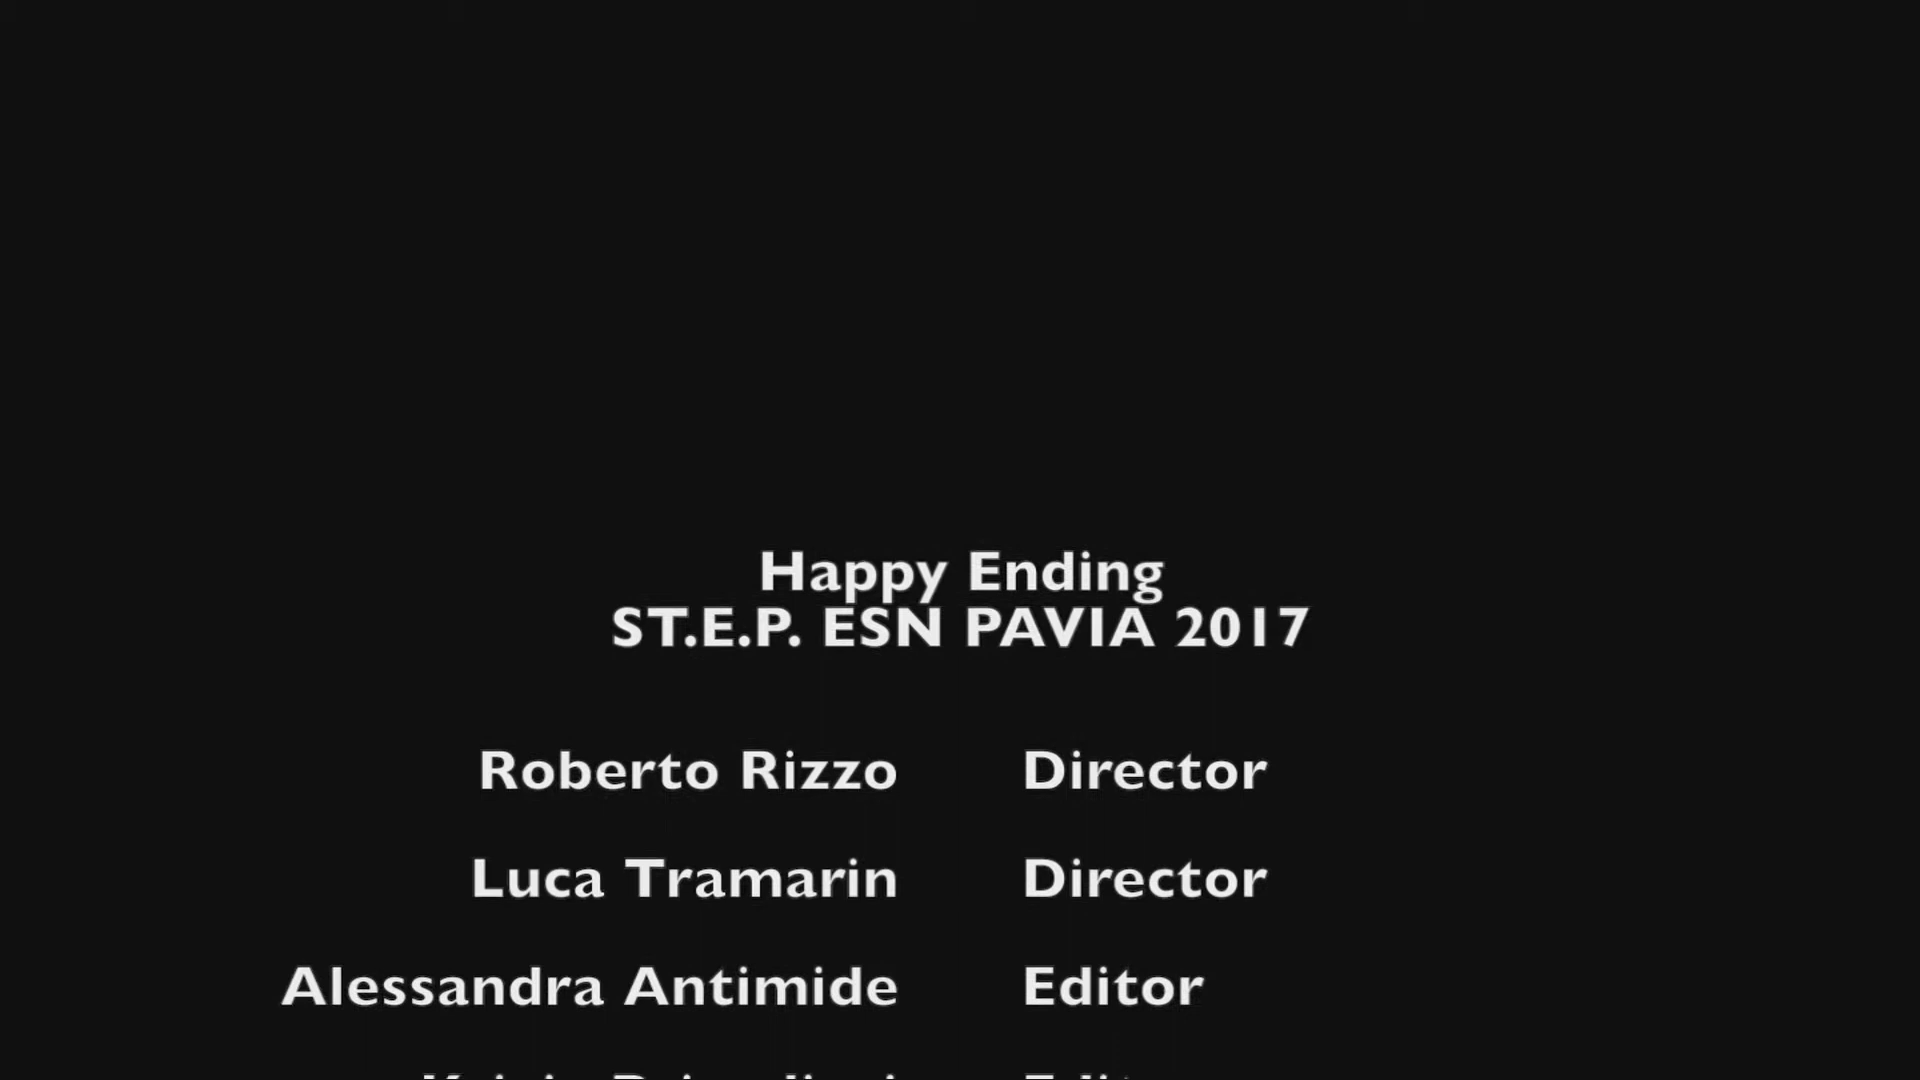 Happy Ending
ST.E.P. ESN PAVIA 2017
Roberto Rizzo Director
Luca Tramarin Director
Alessandra Antimide Editor